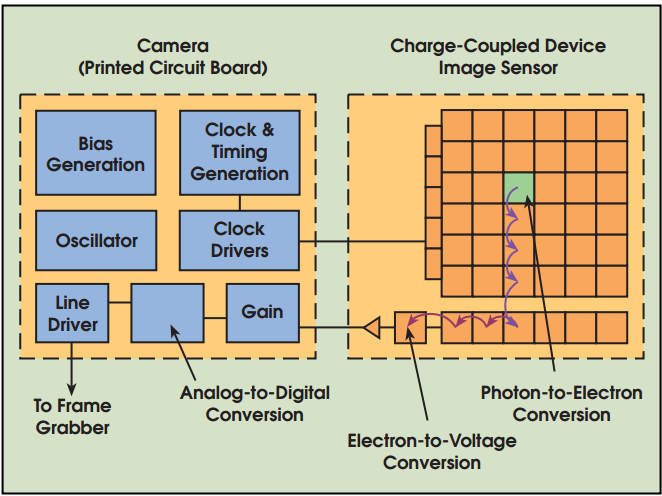 Camera
(Printed Circuit Board)
Charge-Coupled Device
Image Sensor
Bias
Generation
Clock &
Timing
Generation
Oscillator
Clock
Drivers
Line
Driver
Gain
To Frame
Grabber
Analog-to-Digital
Conversion
Electron-to-Voltage
Conversion
Photon-to-Electron
Conversion